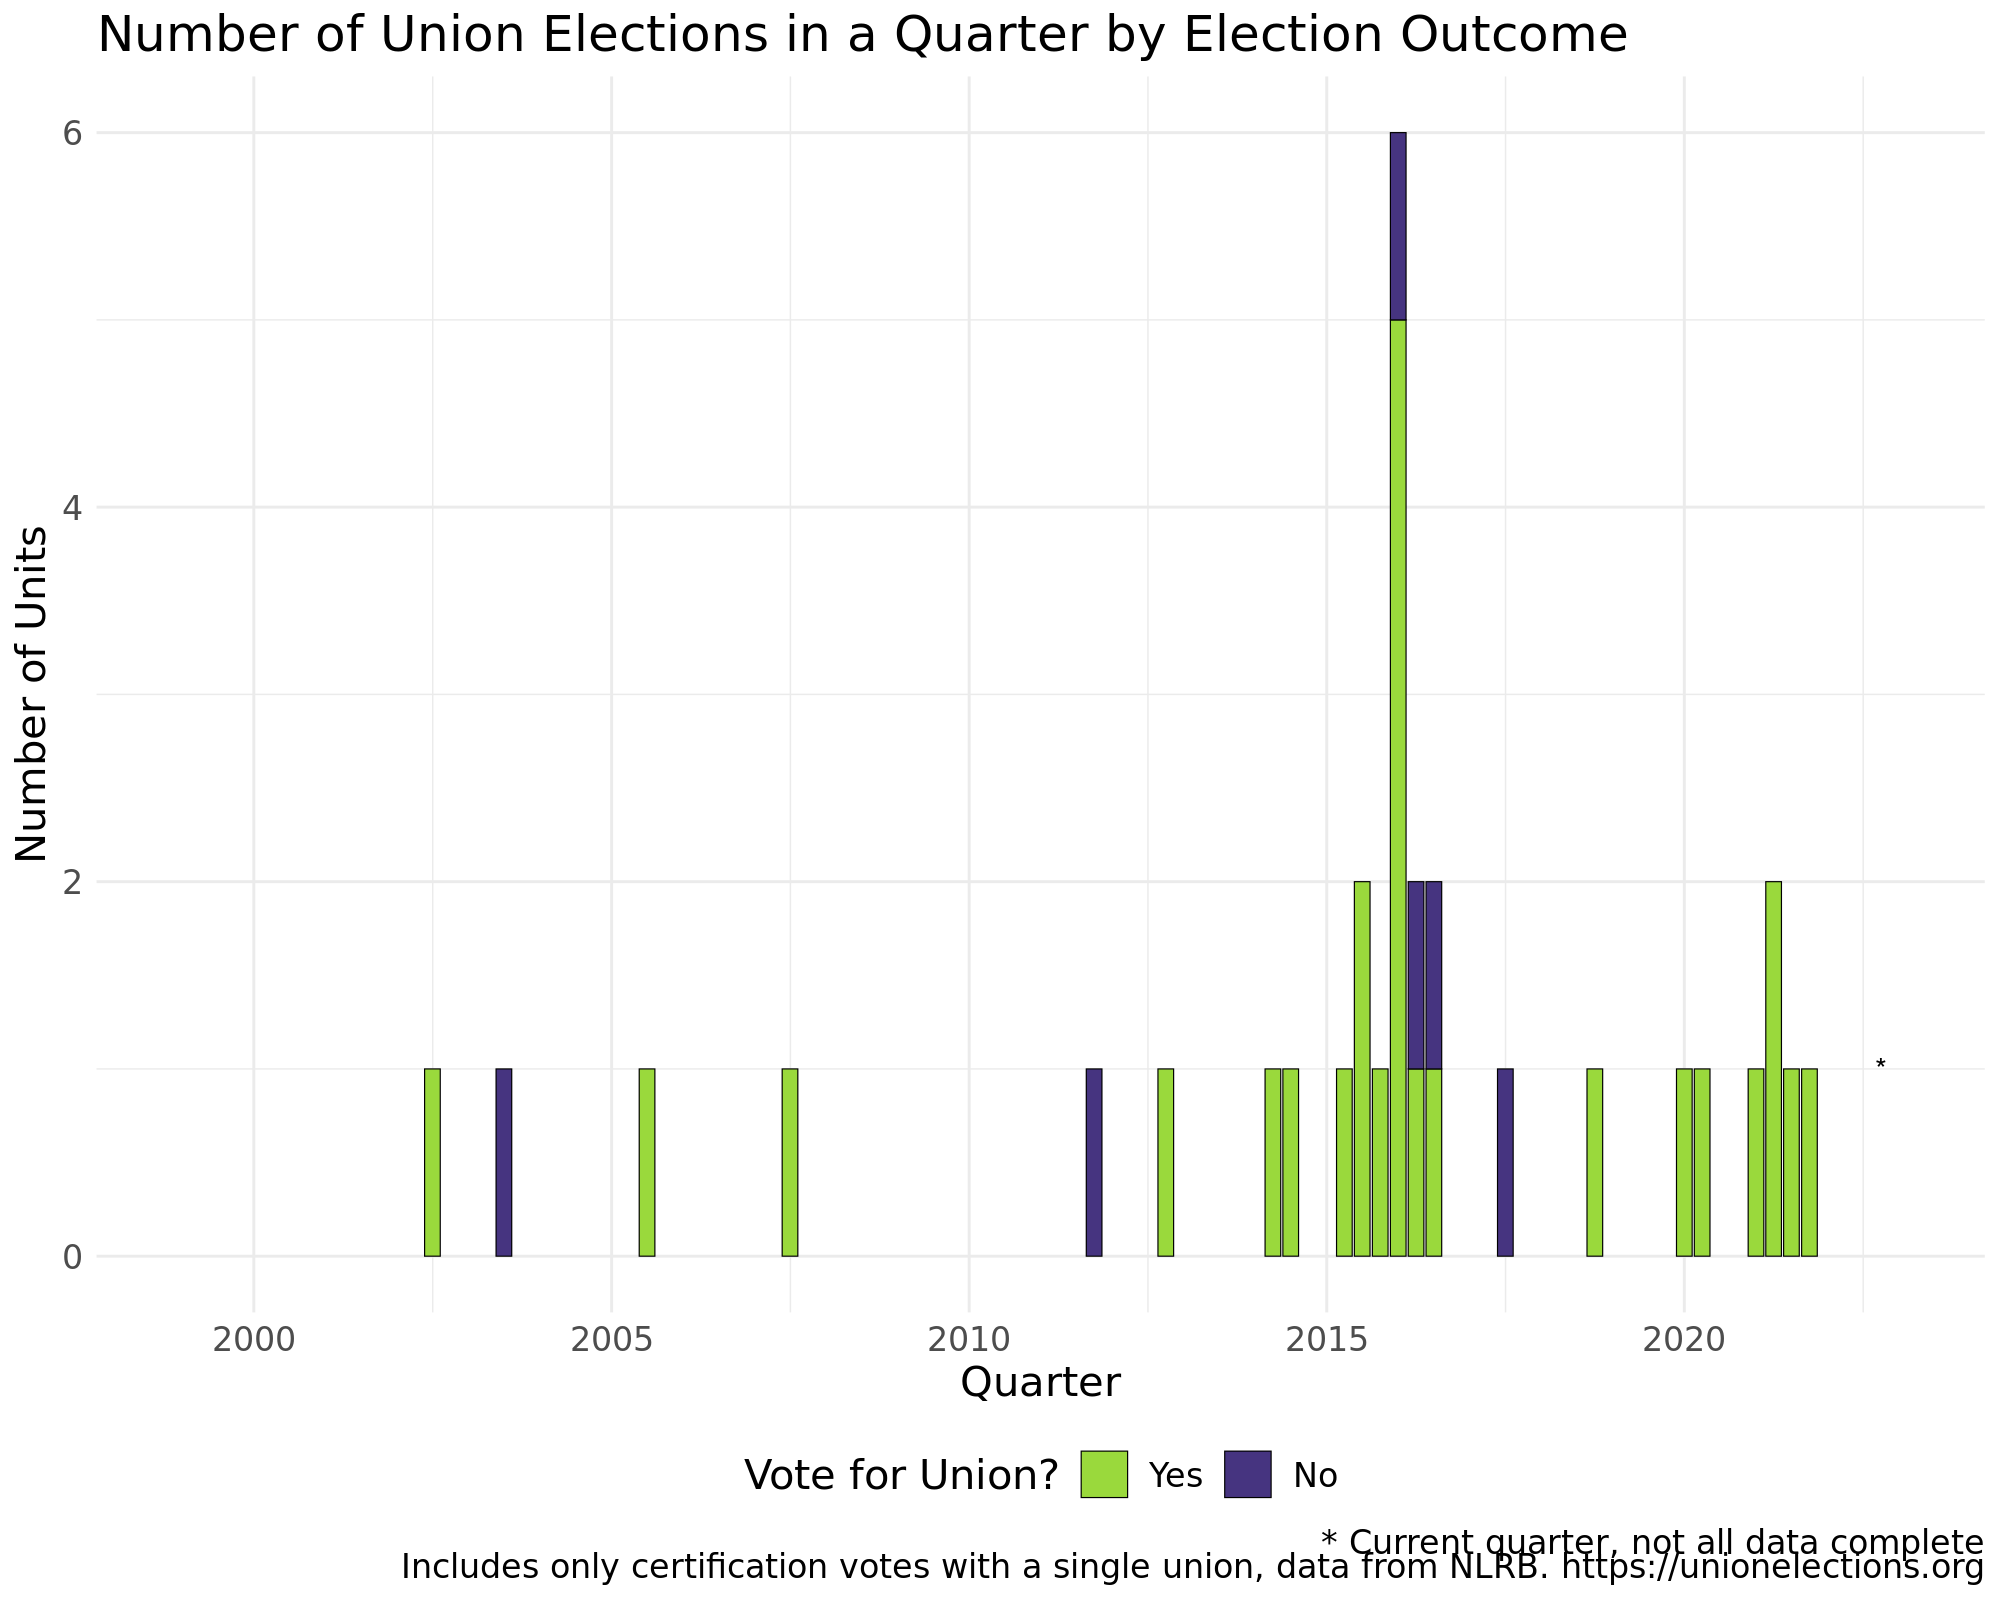 Number of Union Elections in a Quarter by Election Outcome
Number of Units
6
4
2
0
*
2000 2005 2010 2015 2020
Quarter
Vote for Union? Yes No
* Current quarter, not all data complete
Includes only certification votes with a single union, data from NLRB. https://unionelections.org